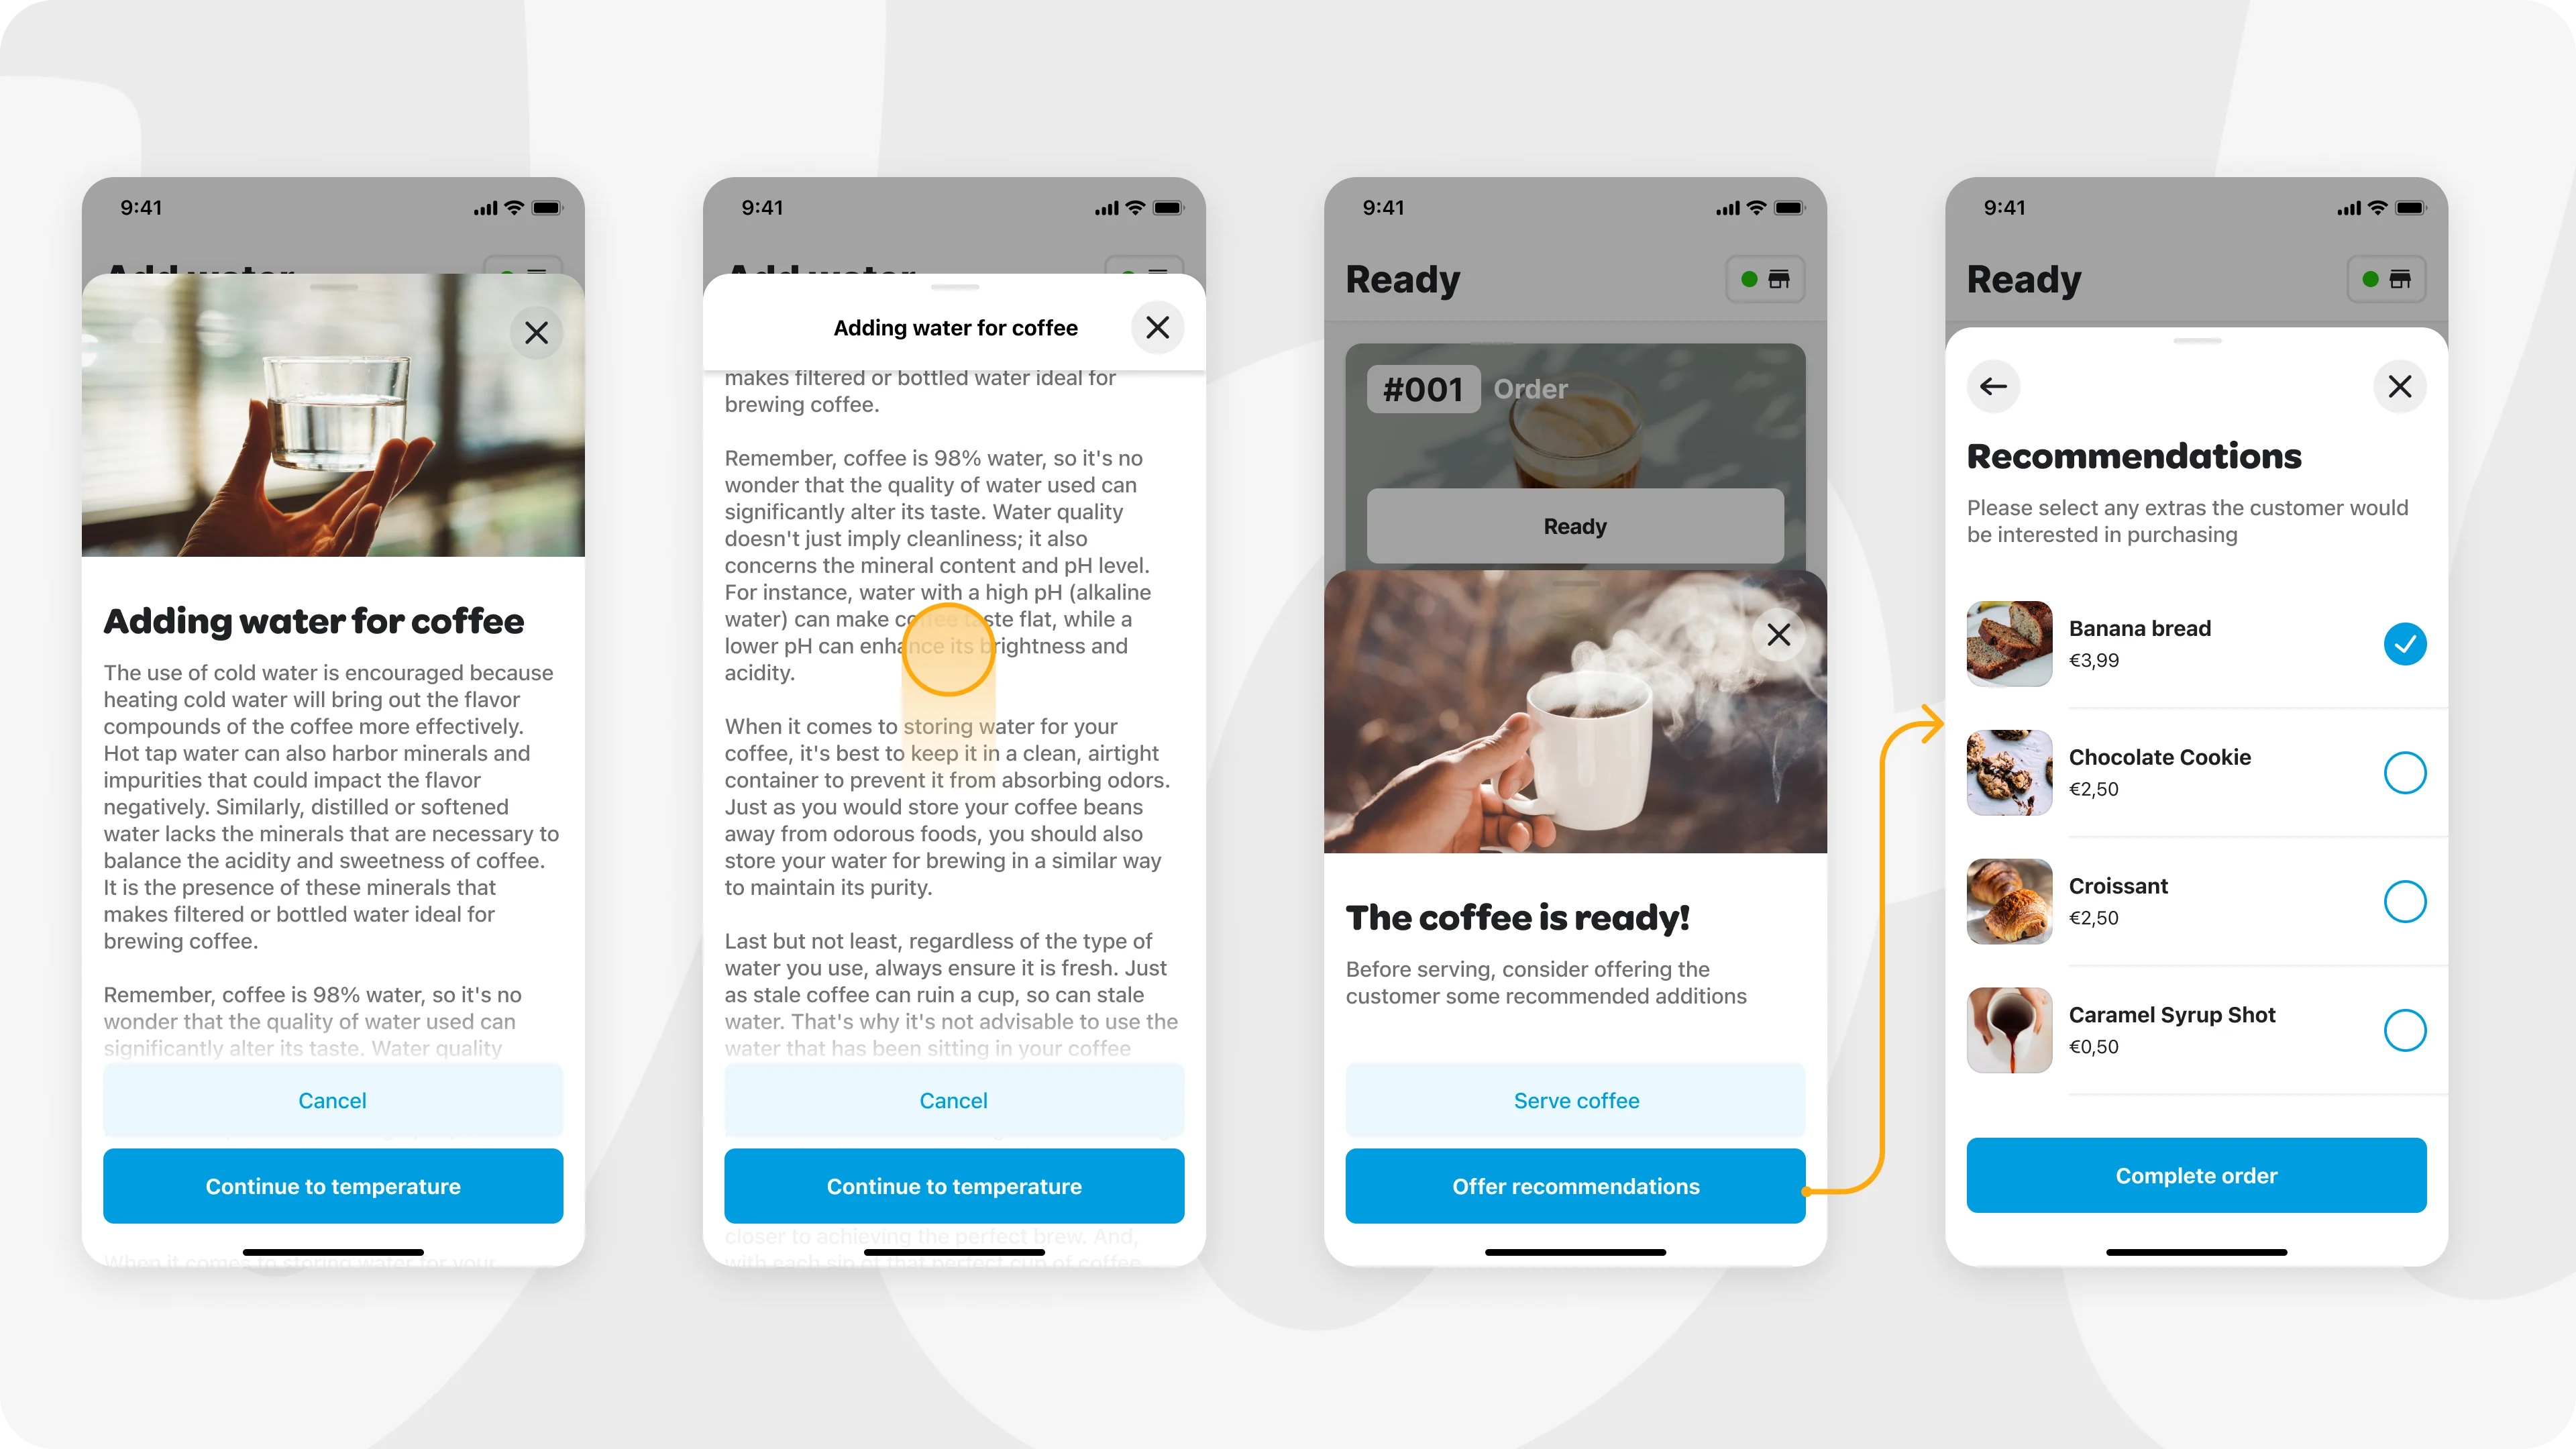 9:41
Add water
Adding water for coffee
The use of cold water is encouraged because
heating cold water will bring out the flavor
compounds of the coffee more effectively.
Hot tap water can also harbor minerals and
impurities that could impact the flavor
negatively. Similarly, distilled or softened
water lacks the minerals that are necessary to
balance the acidity and sweetness of coffee.
It is the presence of these minerals that
makes filtered or bottled water ideal for
brewing coffee.
Remember, coffee is 98% water, so it's no
wonder that the quality of water used can
significantly alter its taste. Water quality
Cancel
Continue to temperature
When it comes to storing water for your
9:41
Add water
Adding water for coffee
makes filtered or bottled water ideal for
brewing coffee.
Remember, coffee is 98% water, so it's no
wonder that the quality of water used can
significantly alter its taste. Water quality
doesn't just imply cleanliness; it also
concerns the mineral content and pH level.
For instance, water with a high pH (alkaline
water) can make coffee taste flat, while a
lower pH can enhance its brightness and
acidity.
When it comes to storing water for your
coffee, it's best to keep it in a clean, airtight
container to prevent it from absorbing odors.
Just as you would store your coffee beans
away from odorous foods, you should also
store your water for brewing in a similar way
to maintain its purity.
Last but not least, regardless of the type of
water you use, always ensure it is fresh. Just
as stale coffee can ruin a cup, so can stale
water. That's why it's not advisable to use the
water that has been sitting in your coffee
Cancel
Continue to temperature
closer to achieving the perfect brew. And,
with each sip of that perfect cup of coffee
9:41
Ready
#001 Order
Ready
The coffee is ready!
Before serving, consider offering the
customer some recommended additions
Serve coffee
Offer recommendations
9:41
Ready
Recommendations
Please select any extras the customer would
be interested in purchasing
Banana bread
€3,99
Chocolate Cookie
€2,50
Croissant
€2,50
Caramel Syrup Shot
€0,50
Complete order